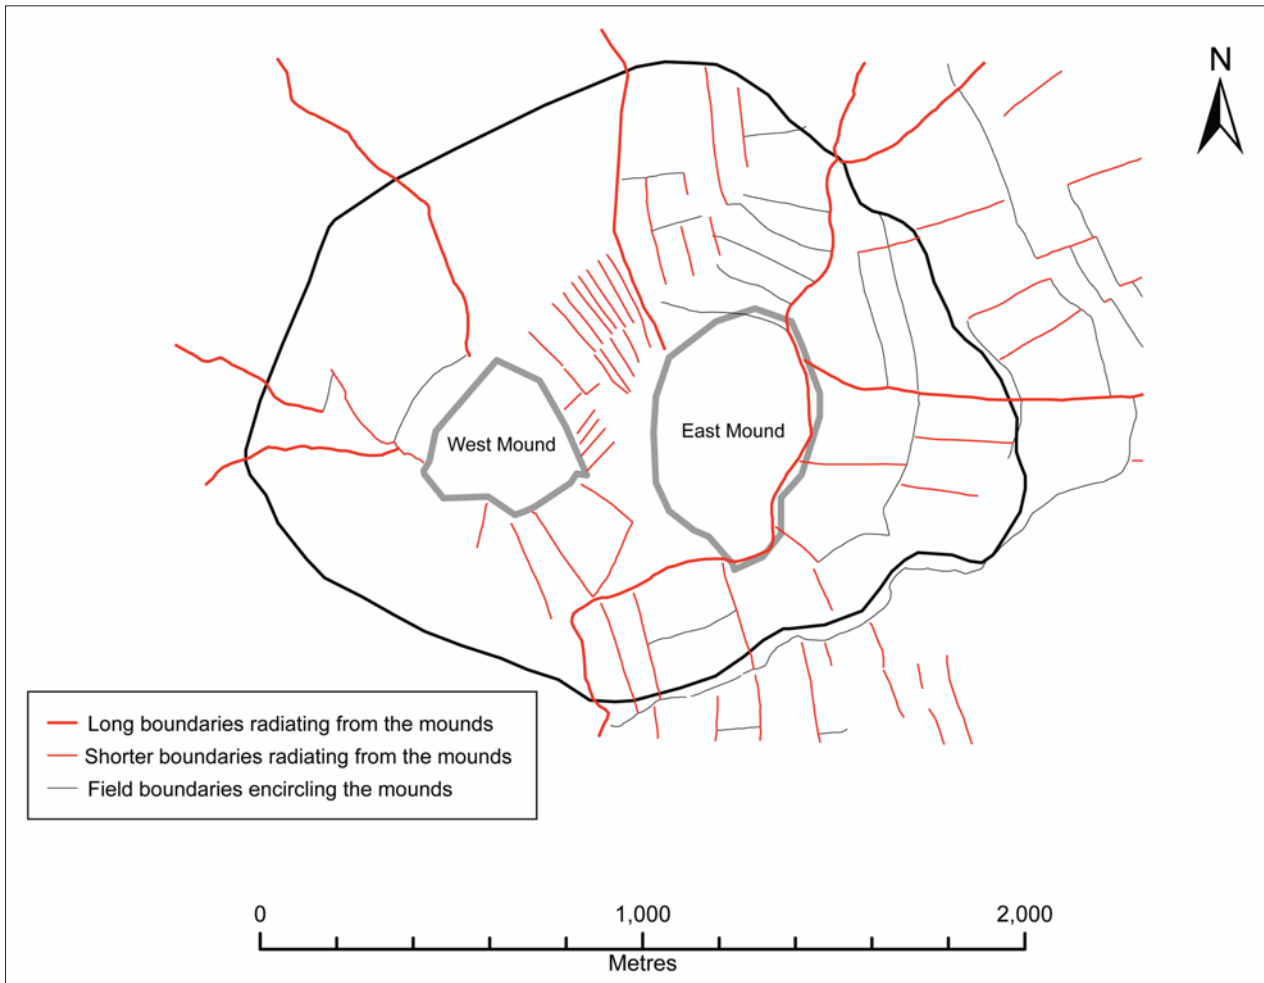 N
West Mound
East Mound
Long boundaries radiating from the mounds
Shorter boundaries radiating from the mounds
Field boundaries encircling the mounds
0 1,000 2,000
Metres